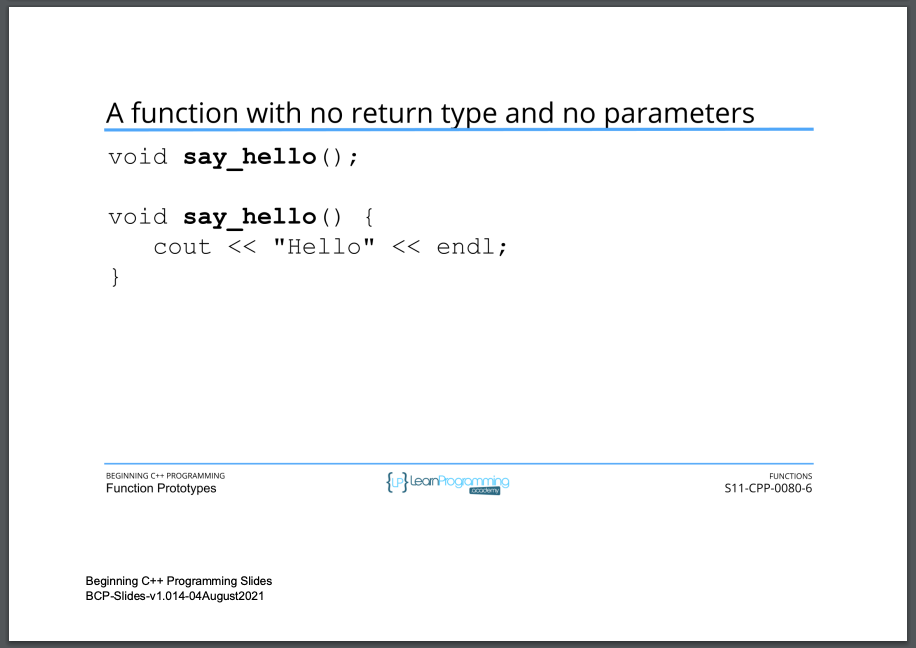 A function with no return type and no parameters
void say_hello();
void say_hello() {
   cout << "Hello" << endl;
}
BEGINNING C++ PROGRAMMING
Function Prototypes
{LP} LearnProgramming
academy
FUNCTIONS
S11-CPP-0080-6
Beginning C++ Programming Slides
BCP-Slides-v1.014-04August2021